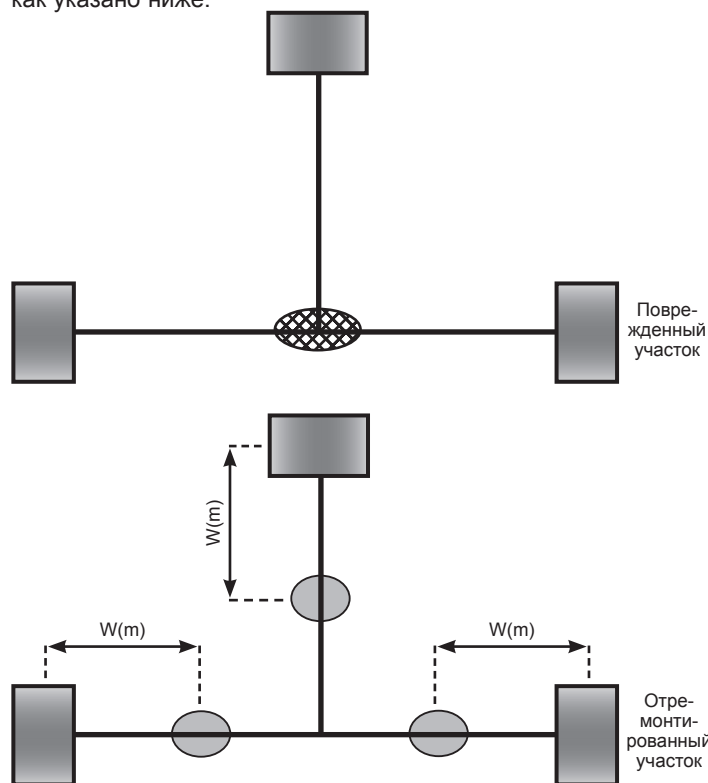 как указано ниже.
Повре-
жденный
участок
W(m)
W(m)
W(m)
Отре-
монти-
рованный
участок